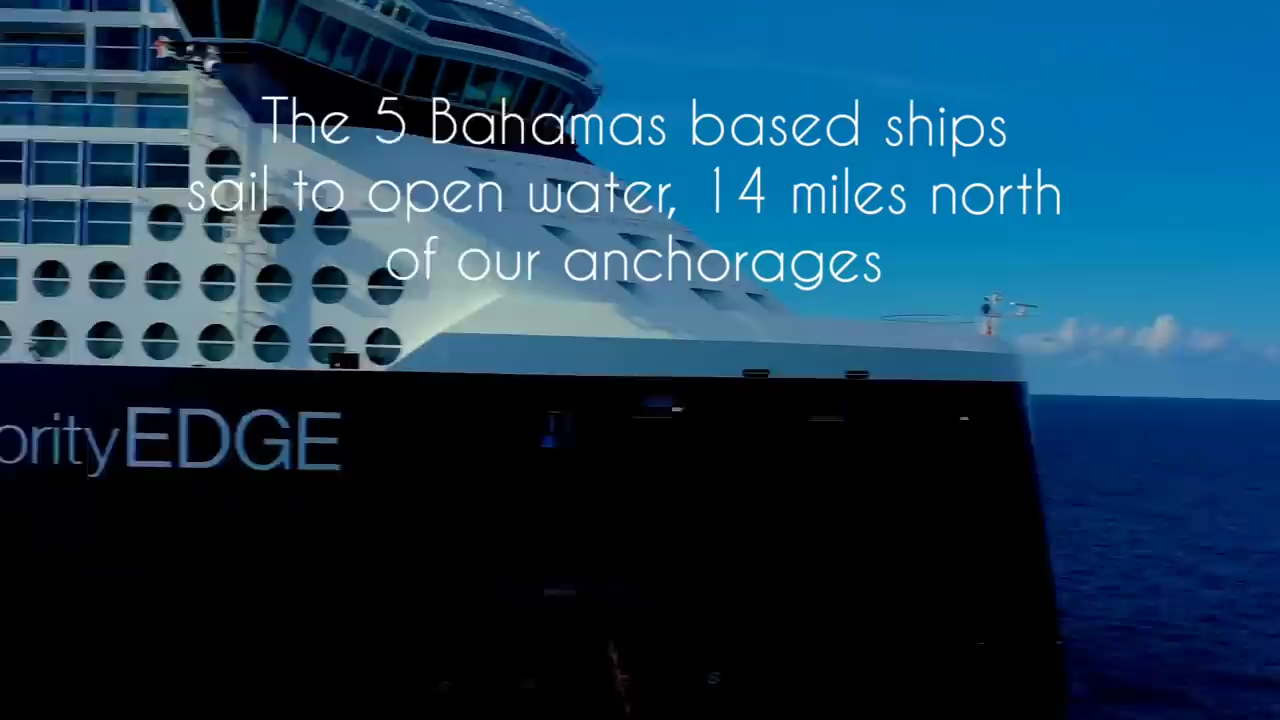 The 5 Bahamas based ships
sail to open water, 14 miles north
of our anchorages
orityEDGE